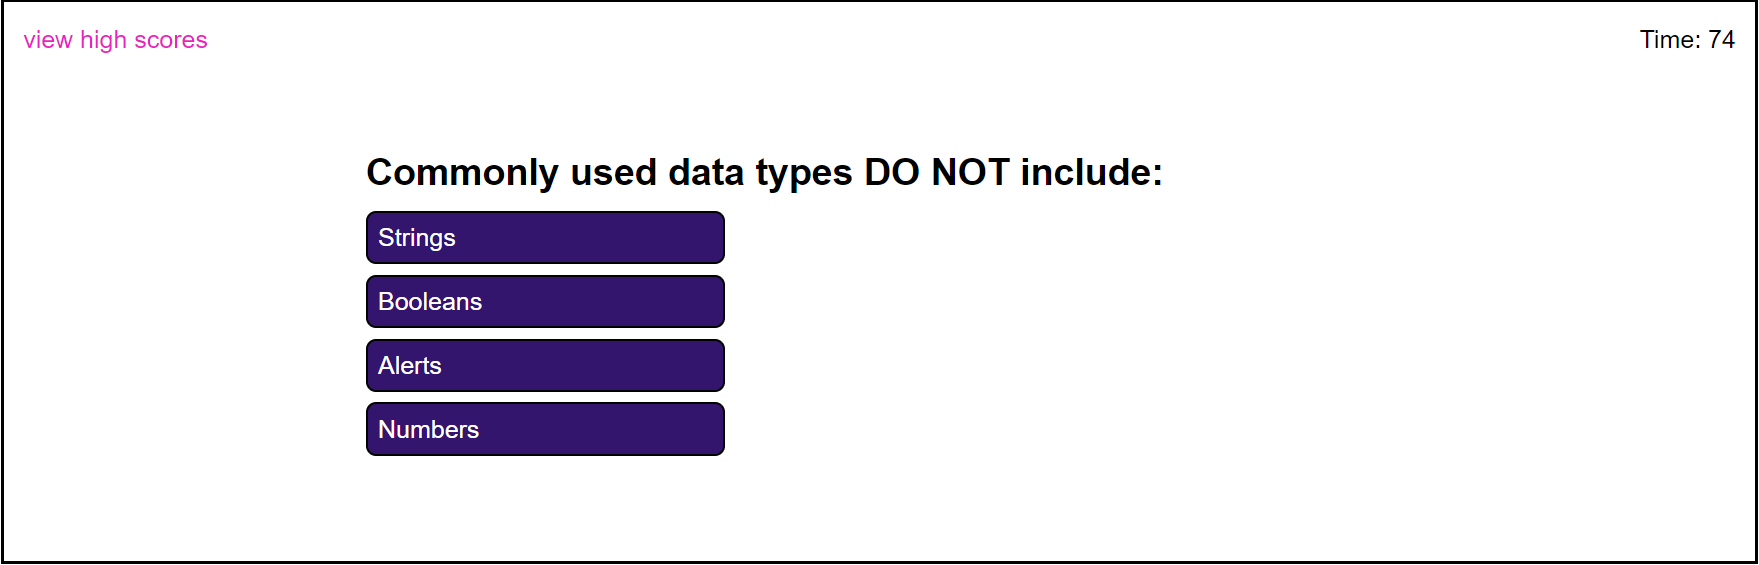 view high scores
Time: 74
Commonly used data types DO NOT include:
Strings
Booleans
Alerts
Numbers